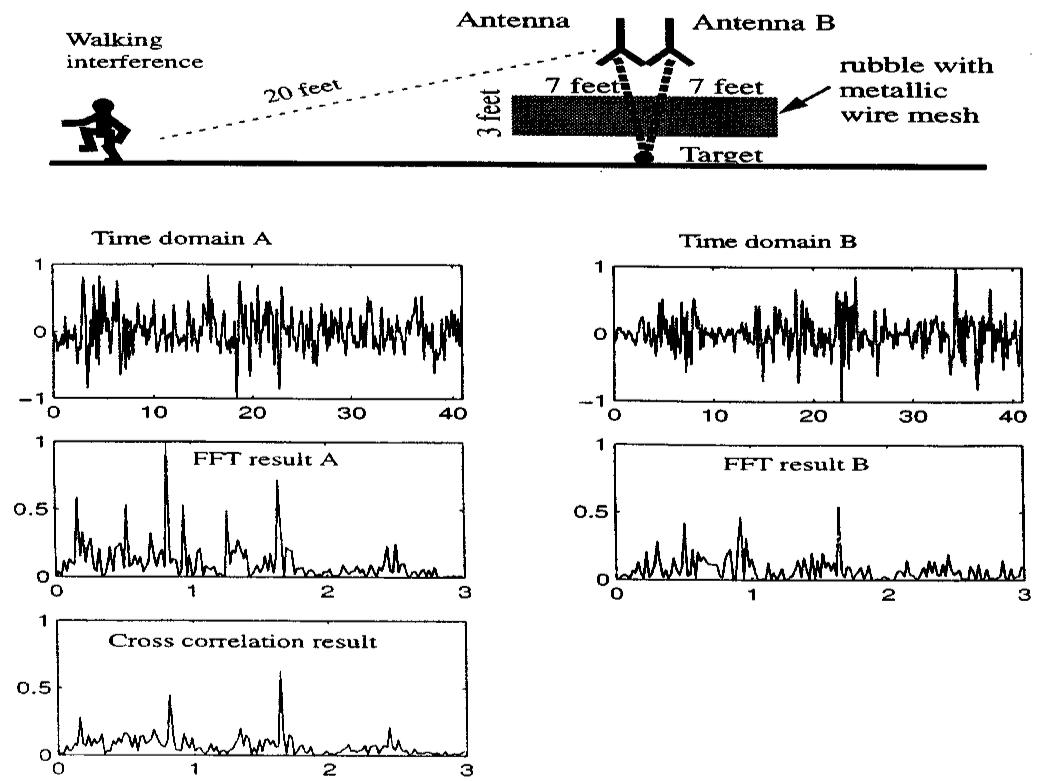 Antenna
Antenna B
Walking
interference
20 feet
7 feet
7 feet
3 feet
rubble with
metallic
wire mesh
Target
Time domain A
1
0
−1
0
10
20
30
40
Time domain B
1
0
−1
0
10
20
30
40
FFT result A
1
0.5
0
0
1
2
3
FFT result B
1
0.5
0
0
1
2
3
Cross correlation result
1
0.5
0
0
1
2
3